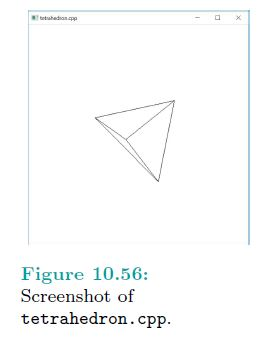 tetrahedron.cpp
Figure 10.56:
Screenshot of
tetrahedron.cpp.